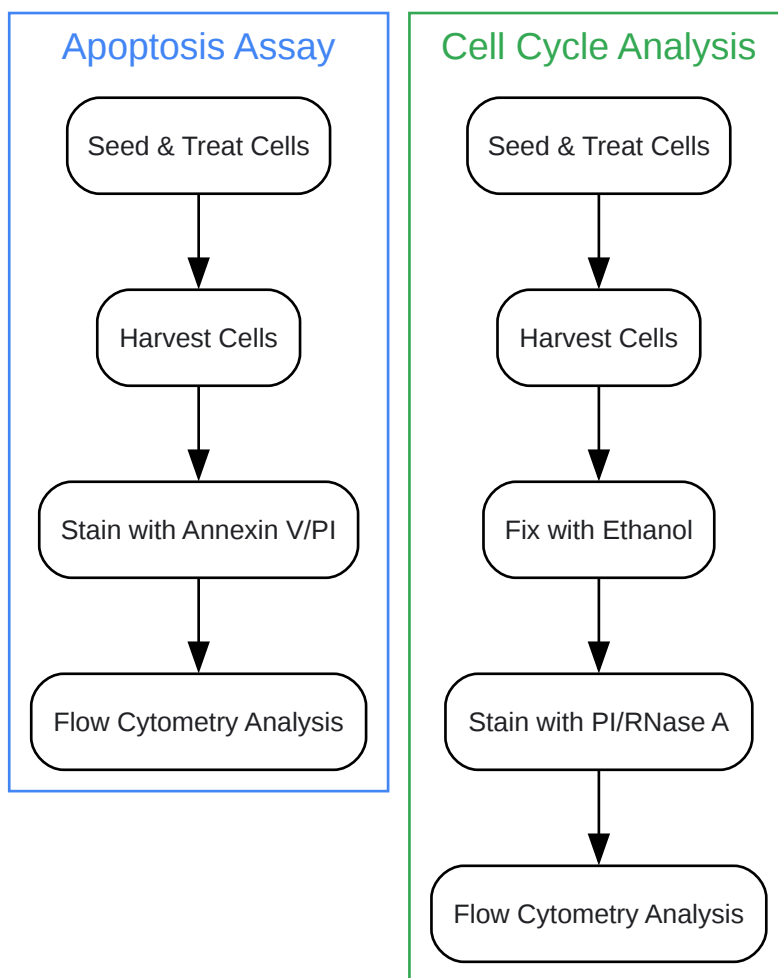 Apoptosis Assay
Seed & Treat Cells
Harvest Cells
Stain with Annexin V/PI
Flow Cytometry Analysis
Cell Cycle Analysis
Seed & Treat Cells
Harvest Cells
Fix with Ethanol
Stain with PI/RNase A
Flow Cytometry Analysis